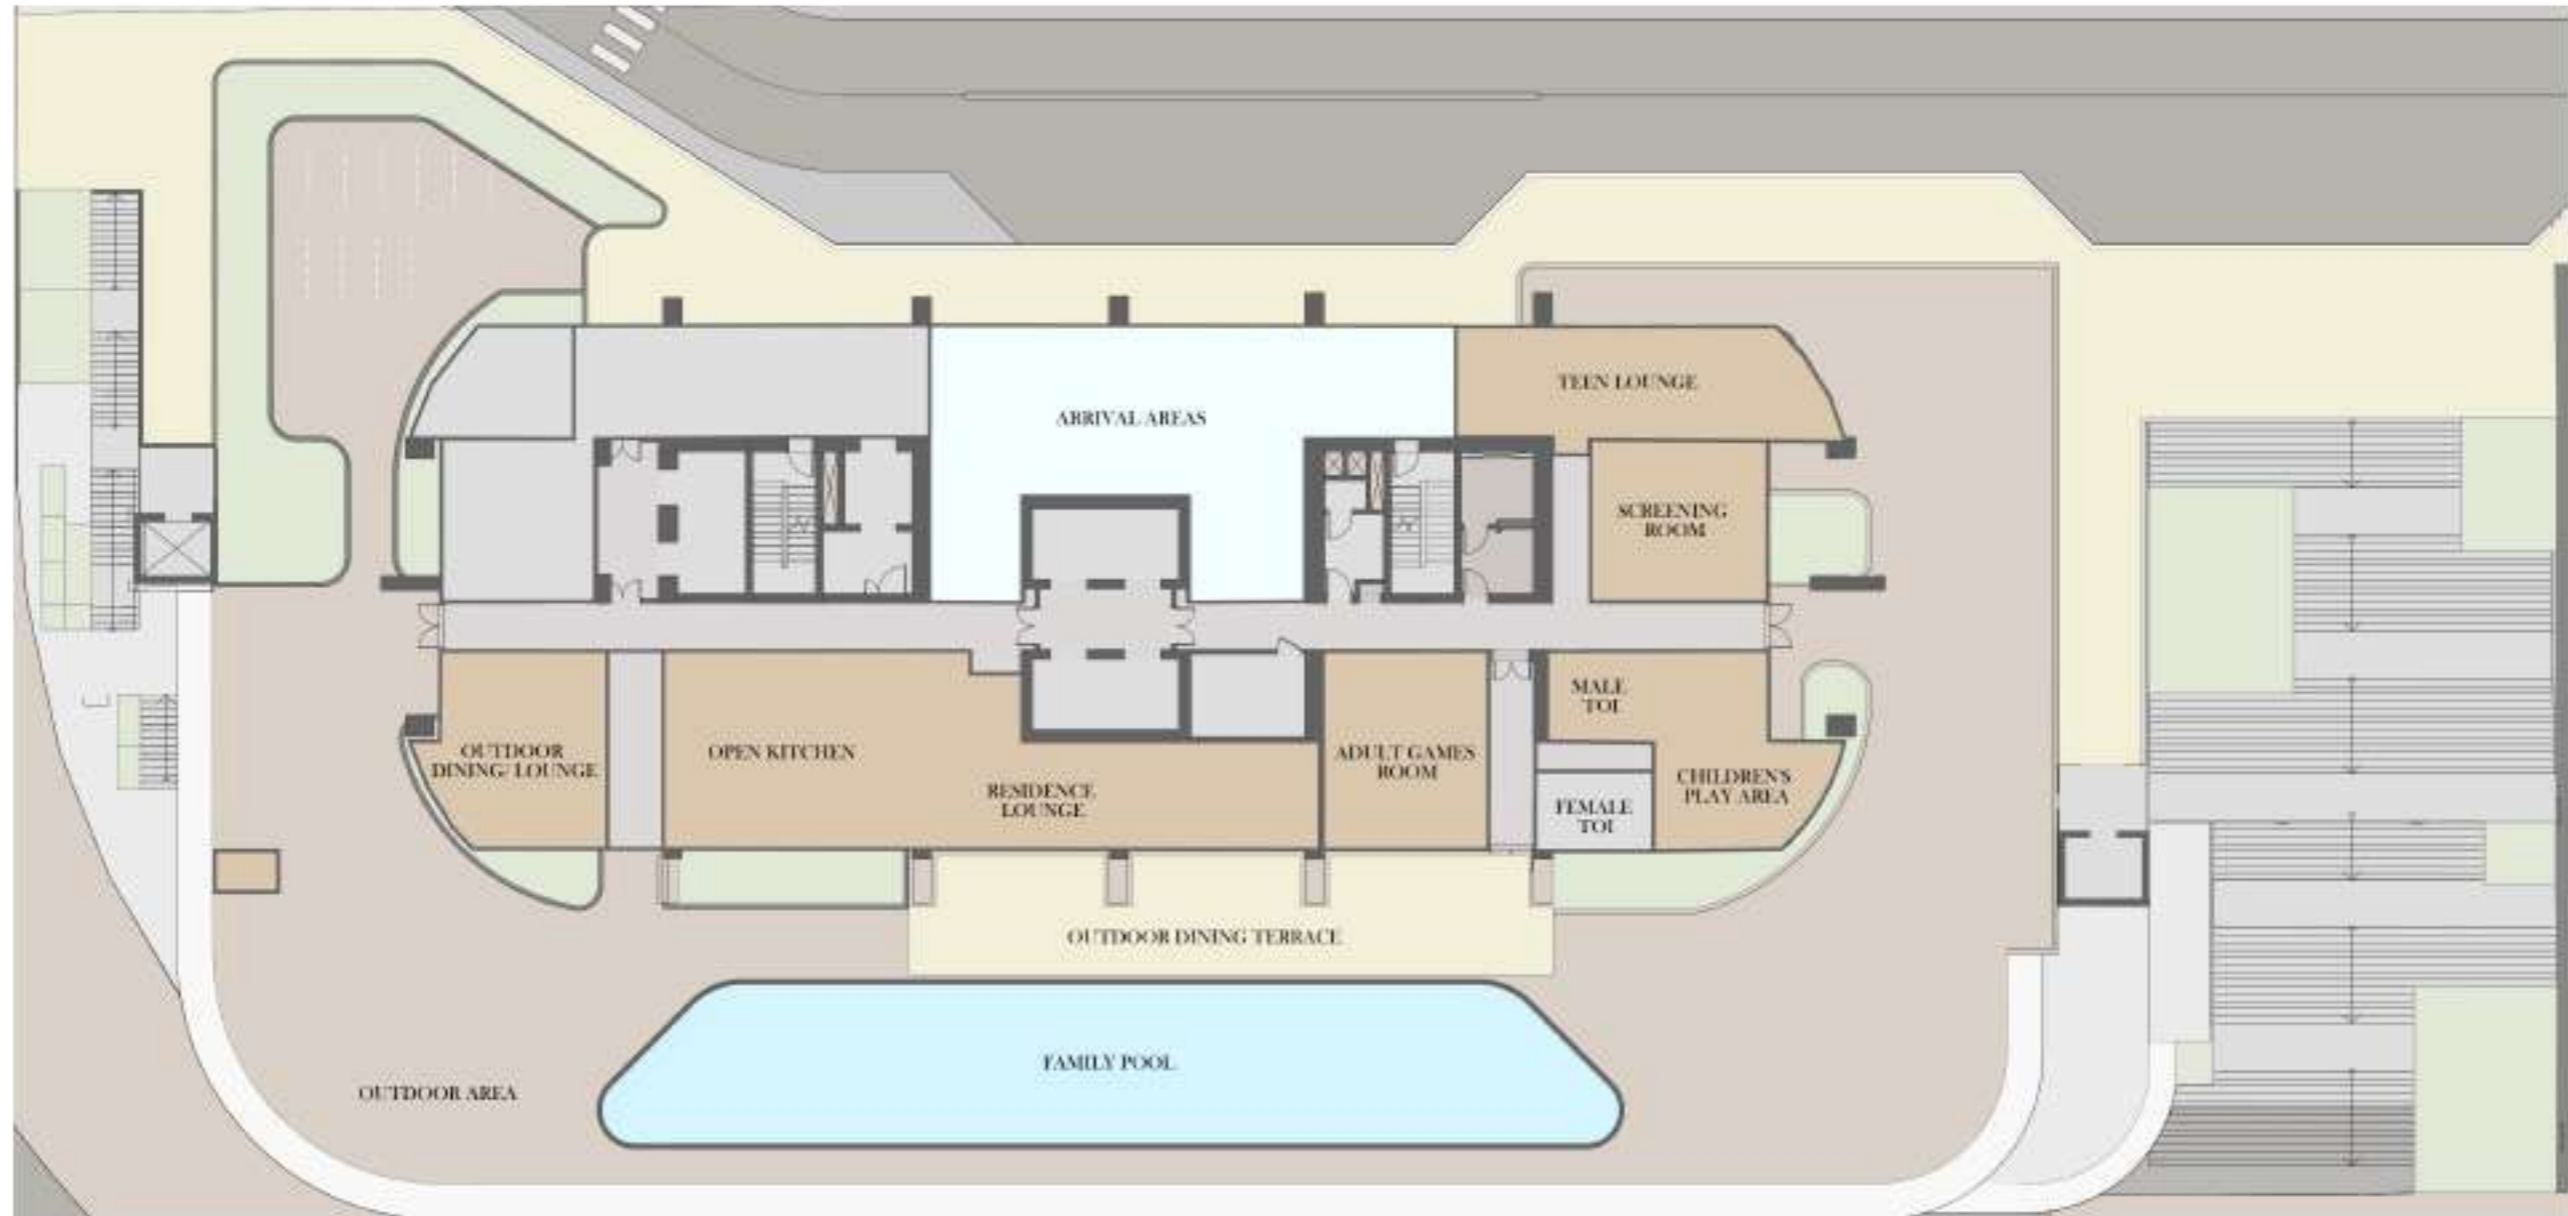 TEEN LOUNGE
ARRIVAL AREAS
SCREENING
ROOM
MALE
TOI
OUTDOOR
DINING/ LOUNGE
OPEN KITCHEN
ADULT GAMES
ROOM
RESIDENCE
LOUNGE
CHILDREN'S
PLAY AREA
FEMALE
TOI
OUTDOOR DINING TERRACE
FAMILY POOL
OUTDOOR AREA